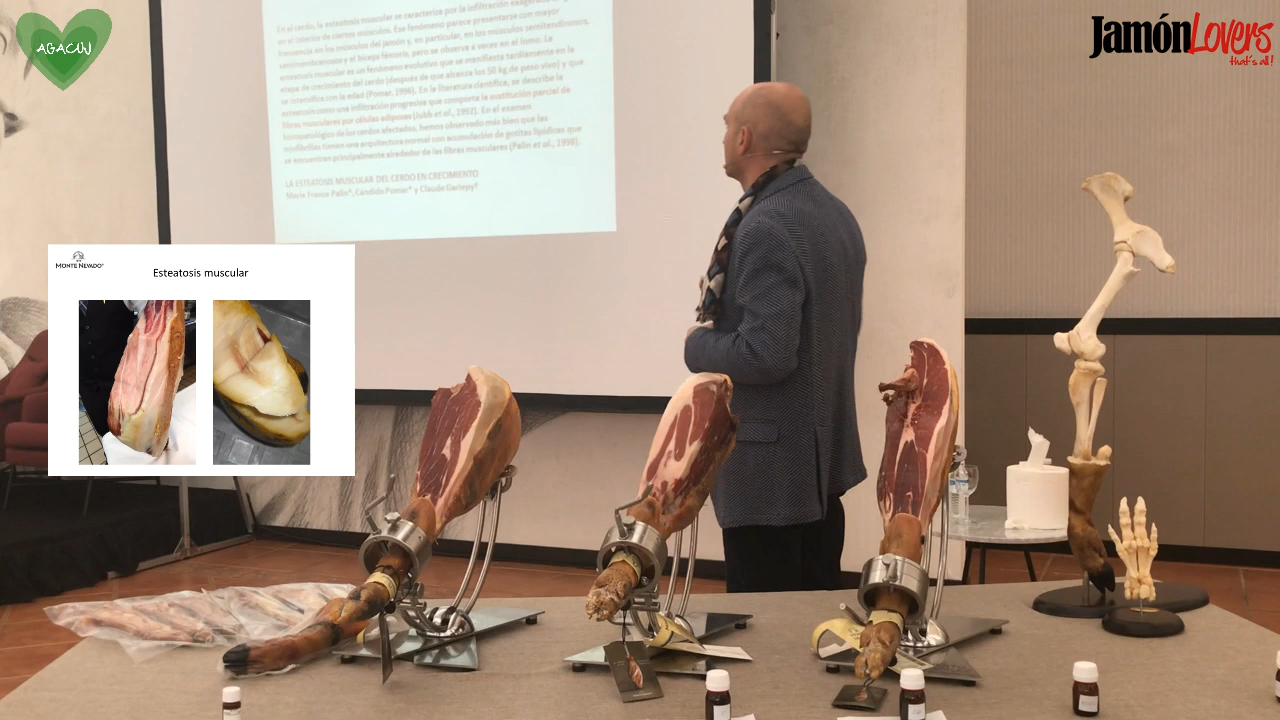 AGACUJ
JamónLovers
that's all!
En el cerdo, la esteatosis muscular se caracteriza por la infiltración exagerada
en el interior de ciertos músculos. Ese fenómeno parece presentarse con mayor
frecuencia en los músculos del jamón y, en particular, en los músculos semitendinosos,
semimembranosos y el bíceps fémoris, pero se observa a veces en el lomo. La
esteatosis muscular es un fenómeno evolutivo que se manifiesta tardíamente en la
etapa de crecimiento del cerdo (después de que alcanza los 50 kg de peso vivo) y que
se intensifica con la edad (Pomar, 1996). En la literatura científica, se describe la
esteatosis como una infiltración progresiva que comporta la sustitución parcial de
fibras musculares por células adiposas (Jubb et al., 1992). En el examen
histopatológico de los cerdos afectados, hemos observado más bien que las
miofibrillas tienen una arquitectura normal con acumulación de gotitas lipídicas que
se encuentran principalmente alrededor de las fibras musculares (Palin et al., 1998).
LA ESTEATOSIS MUSCULAR DEL CERDO EN CRECIMIENTO
Marie France Palin*, Cándido Pomar* y Claude Gariépy†
MONTE NEVADO
Esteatosis muscular